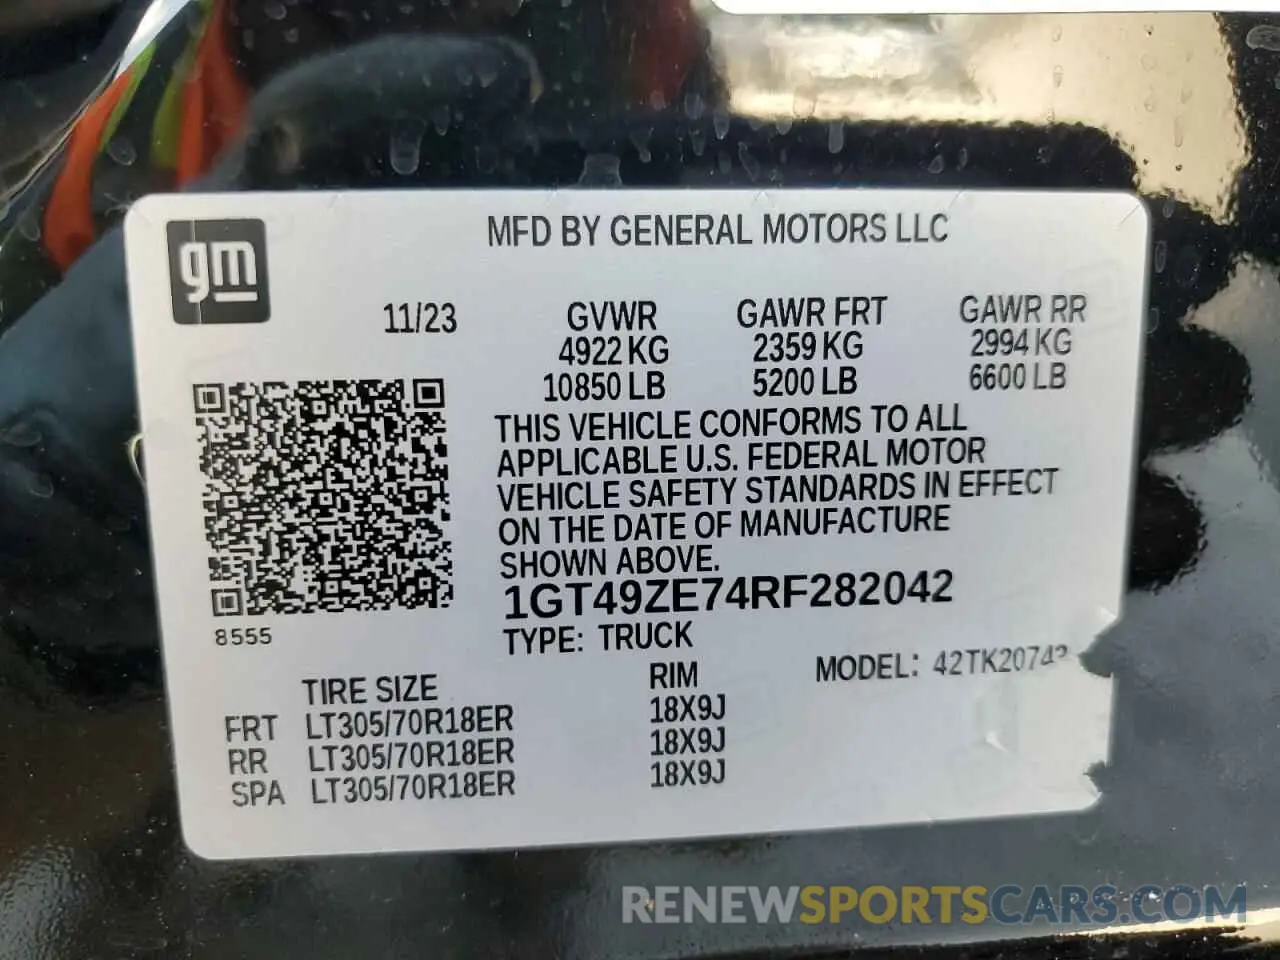 gm
MFD BY GENERAL MOTORS LLC
11/23 GVWR GAWR FRT GAWR RR
4922 KG 2359 KG 2994 KG
10850 LB 5200 LB 6600 LB
THIS VEHICLE CONFORMS TO ALL
APPLICABLE U.S. FEDERAL MOTOR
VEHICLE SAFETY STANDARDS IN EFFECT
ON THE DATE OF MANUFACTURE
SHOWN ABOVE.
1GT49ZE74RF282042
8555
TYPE: TRUCK
MODEL: 42TK20743
TIRE SIZE RIM
FRT LT305/70R18ER 18X9J
RR LT305/70R18ER 18X9J
SPA LT305/70R18ER 18X9J
RENEWSPORTSCARS.COM